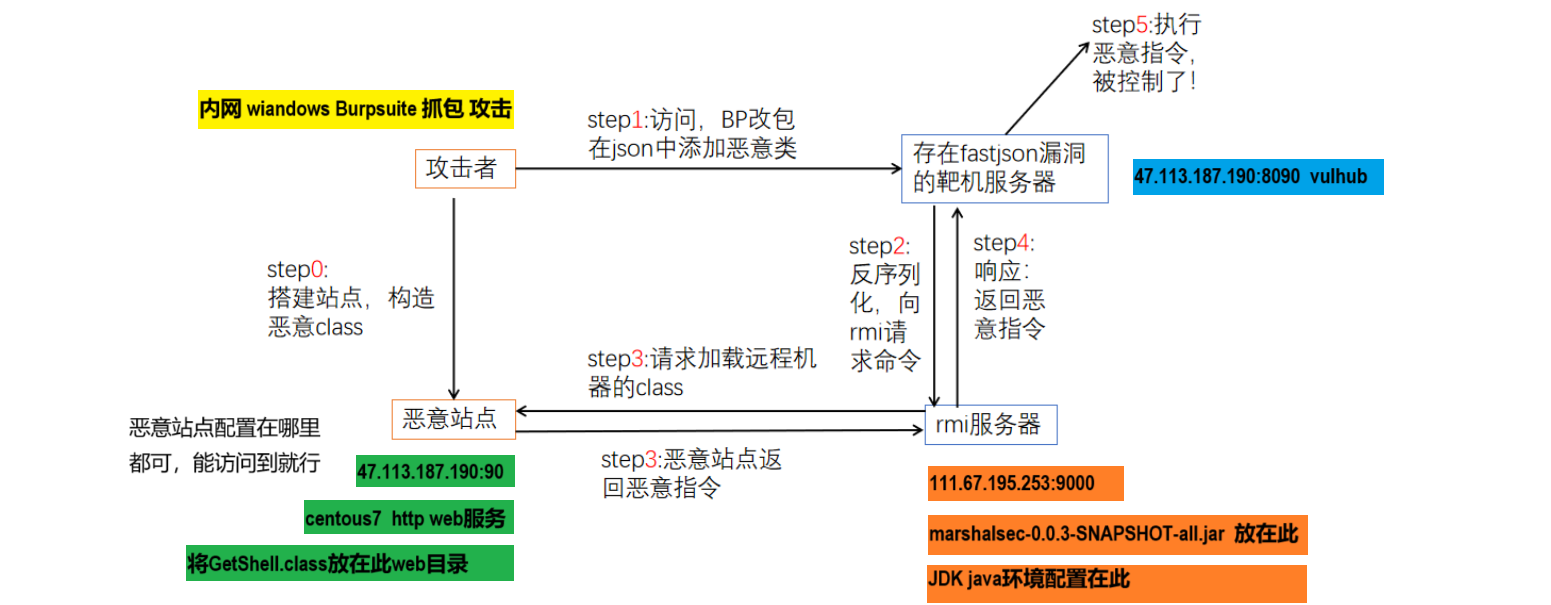 step5:执行
恶意指令，
被控制了！
内网 wiandows Burpsuite 抓包 攻击
step1:访问，BP改包
在json中添加恶意类
攻击者
存在fastjson漏洞
的靶机服务器
47.113.187.190:8090 vulhub
step0:
搭建站点，构造
恶意class
step2:
反序列
化，向
rmi请
求命令
step4:
响应：
返回恶
意指令
step3:请求加载远程机
器的class
恶意站点
rmi服务器
恶意站点配置在哪里
都可，能访问到就行
step3:恶意站点返
回恶意指令
47.113.187.190:90
centous7 http web服务
将GetShell.class放在此web目录
111.67.195.253:9000
marshalsec-0.0.3-SNAPSHOT-all.jar 放在此
JDK java环境配置在此